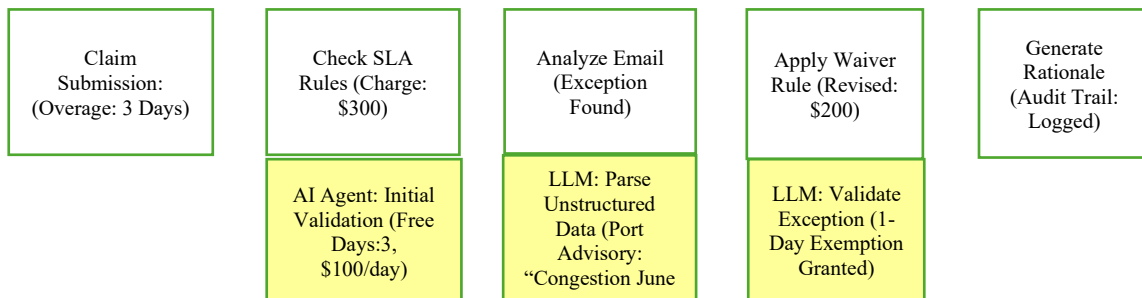 Claim
Submission:
(Overage: 3 Days)
Check SLA
Rules (Charge:
$300)
Analyze Email
(Exception
Found)
Apply Waiver
Rule (Revised:
$200)
Generate
Rationale
(Audit Trail:
Logged)
AI Agent: Initial
Validation (Free
Days:3,
$100/day)
LLM: Parse
Unstructured
Data (Port
Advisory:
“Congestion June
LLM: Validate
Exception (1-
Day Exemption
Granted)